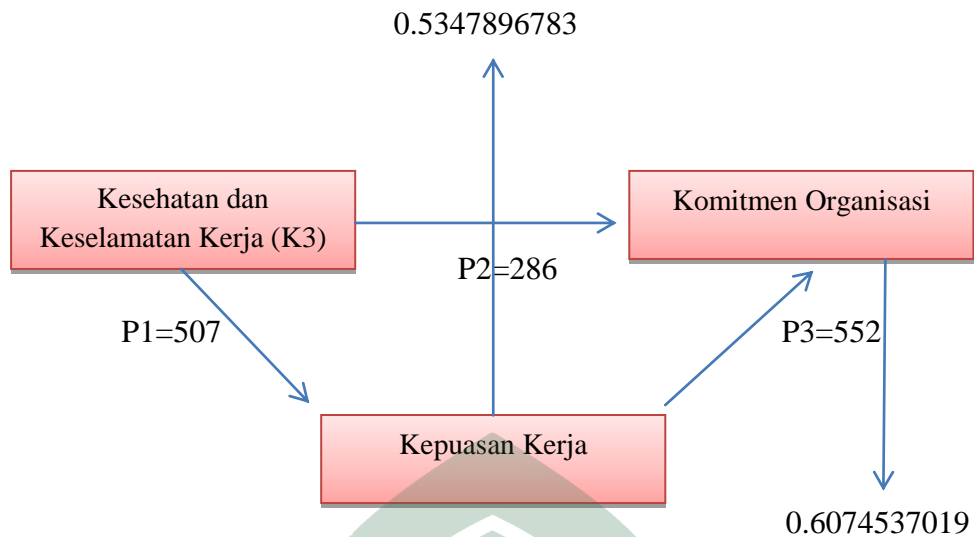 0.5347896783
Kesehatan dan
Keselamatan Kerja (K3)
Komitmen Organisasi
P2=286
P1=507
P3=552
Kepuasan Kerja
0.6074537019